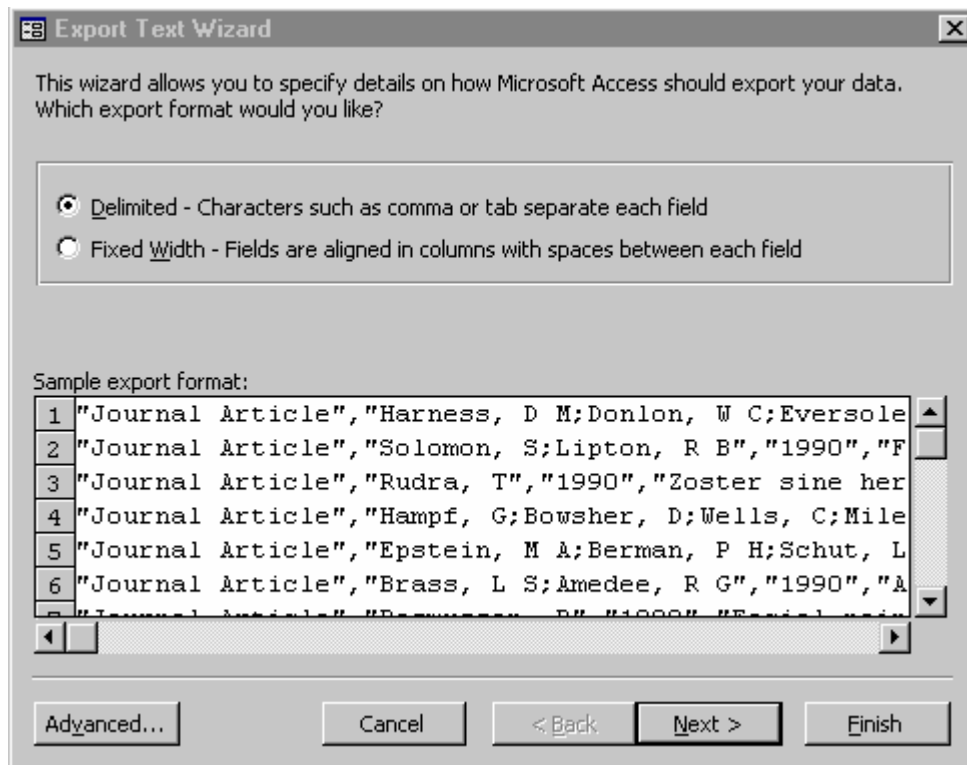 Export Text Wizard
This wizard allows you to specify details on how Microsoft Access should export your data.
Which export format would you like?
Delimited - Characters such as comma or tab separate each field
Fixed Width - Fields are aligned in columns with spaces between each field
Sample export format:
1 "Journal Article","Harness, D M;Donlon, W C;Eversole
2 "Journal Article","Solomon, S;Lipton, R B","1990","F
3 "Journal Article","Rudra, T","1990","Zoster sine her
4 "Journal Article","Hampf, G;Bowsher, D;Wells, C;Mile
5 "Journal Article","Epstein, M A;Berman, P H;Schut, L
6 "Journal Article","Brass, L S;Amedee, R G","1990","A
Advanced... Cancel < Back Next > Finish